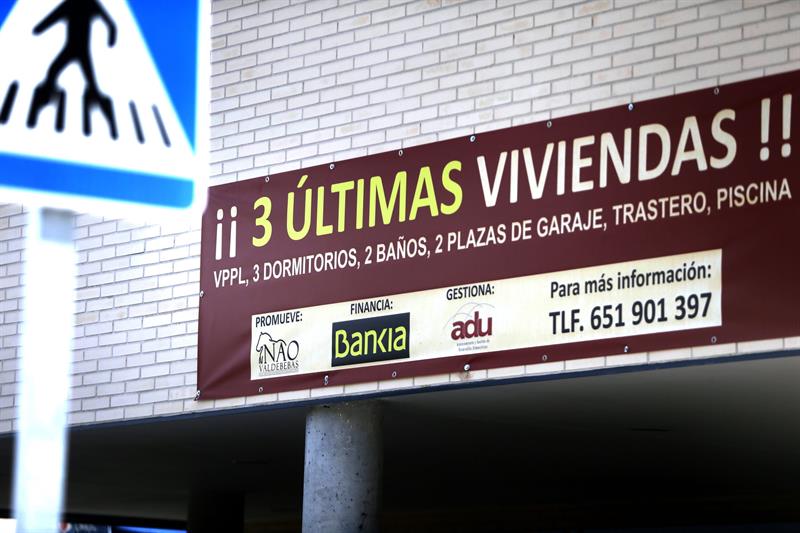 ¡¡ 3 ÚLTIMAS VIVIENDAS !!
VPPL, 3 DORMITORIOS, 2 BAÑOS, 2 PLAZAS DE GARAJE, TRASTERO, PISCINA
PROMUEVE:
NAO
VALDEBEBAS
FINANCIA:
Bankia
GESTIONA:
adu
Para más información:
TLF. 651 901 397